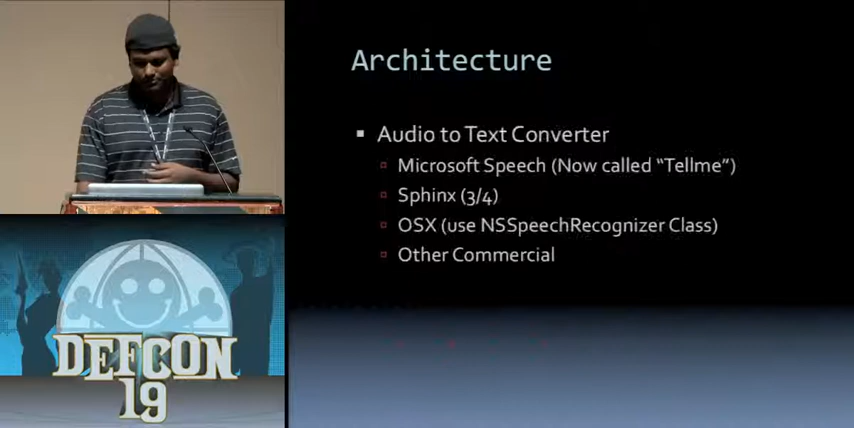 Architecture
Audio to Text Converter
Microsoft Speech (Now called “Tellme”)
Sphinx (3/4)
OSX (use NSSpeechRecognizer Class)
Other Commercial
DEFCON
19